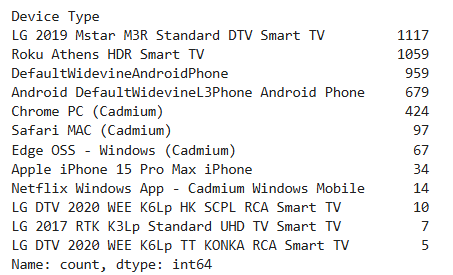 Device Type
LG 2019 Mstar M3R Standard DTV Smart TV 1117
Roku Athens HDR Smart TV 1059
DefaultWidevineAndroidPhone 959
Android DefaultWidevineL3Phone Android Phone 679
Chrome PC (Cadmium) 424
Safari MAC (Cadmium) 97
Edge OSS - Windows (Cadmium) 67
Apple iPhone 15 Pro Max iPhone 34
Netflix Windows App - Cadmium Windows Mobile 14
LG DTV 2020 WEE K6Lp HK SCPL RCA Smart TV 10
LG 2017 RTK K3Lp Standard UHD TV Smart TV 7
LG DTV 2020 WEE K6Lp TT KONKA RCA Smart TV 5
Name: count, dtype: int64